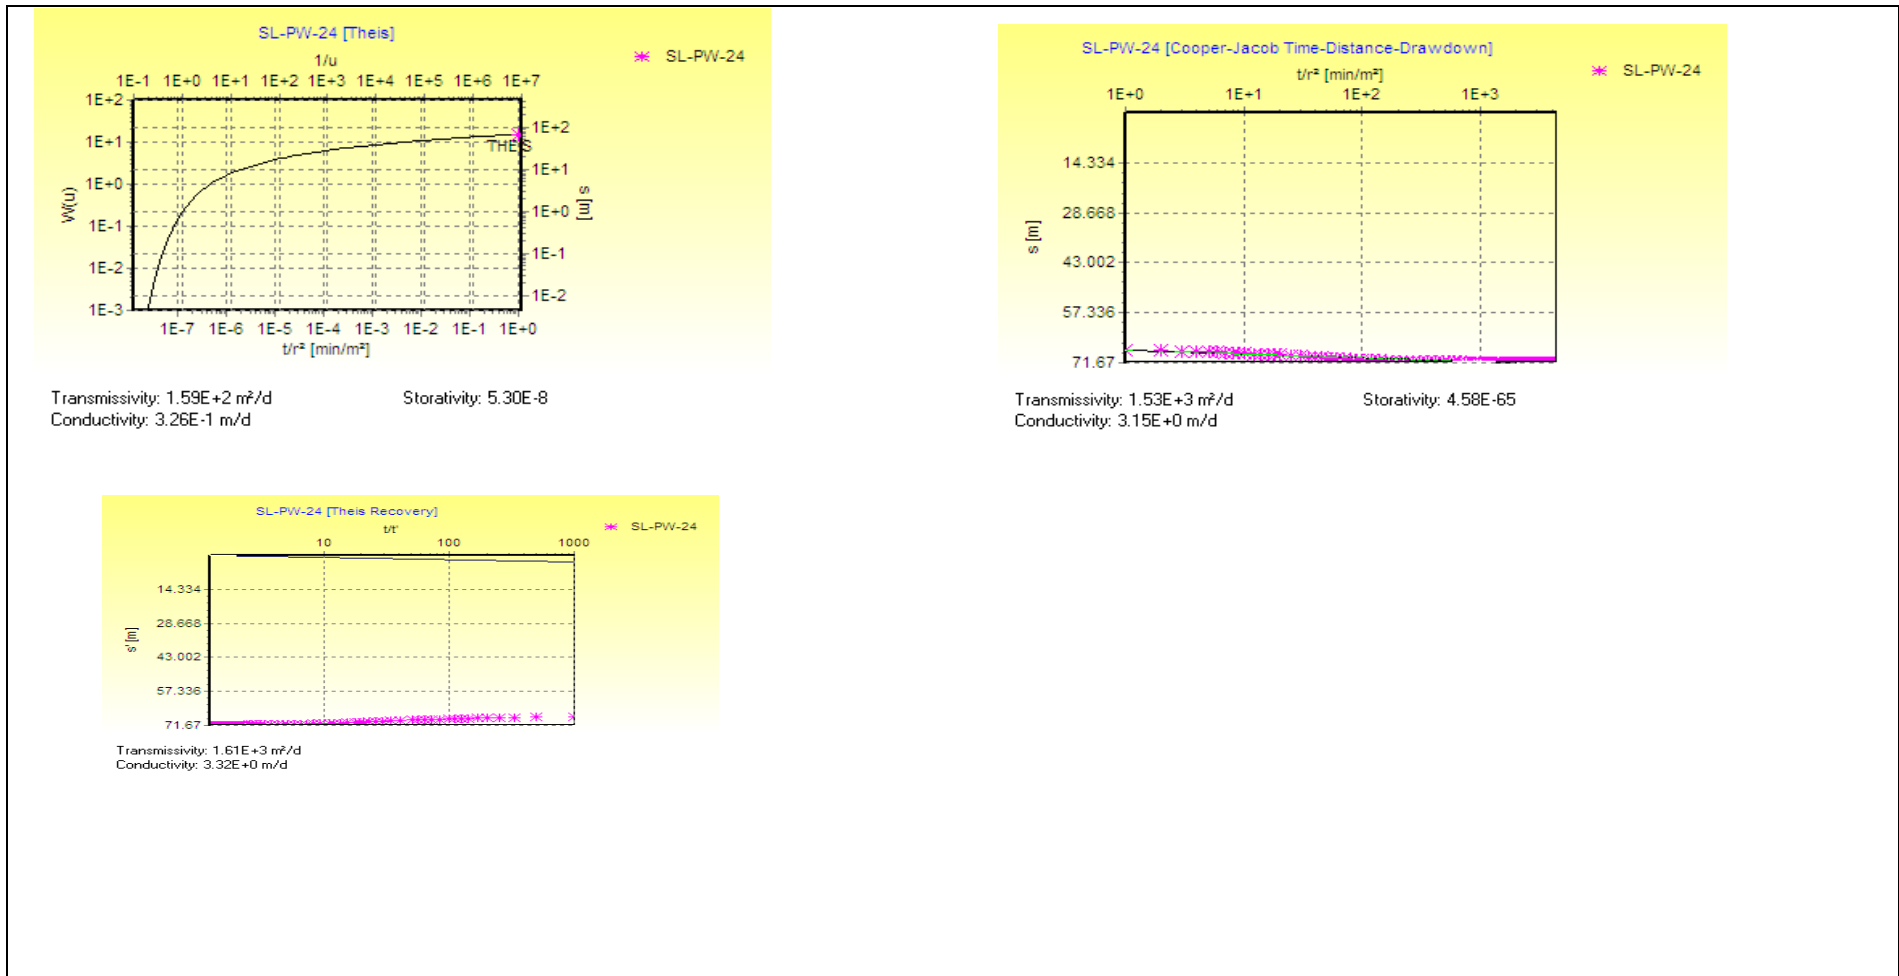 SL-PW-24 [Theis]
1/u
SL-PW-24
1E-1 1E+0 1E+1 1E+2 1E+3 1E+4 1E+5 1E+6 1E+7
1E+2
1E+1
1E+0
1E-1
1E-2
1E-3
W(u)
THEIS
1E+2
1E+1
1E+0
1E-1
1E-2
s [m]
1E-7 1E-6 1E-5 1E-4 1E-3 1E-2 1E-1 1E+0
t/r² [min/m²]
Transmissivity: 1.59E+2 m²/d Storativity: 5.30E-8
Conductivity: 3.26E-1 m/d
SL-PW-24 [Cooper-Jacob Time-Distance-Drawdown]
t/r² [min/m²]
SL-PW-24
1E+0 1E+1 1E+2 1E+3
14.334
28.668
43.002
57.336
71.67
s [m]
Transmissivity: 1.53E+3 m²/d Storativity: 4.58E-65
Conductivity: 3.15E+0 m/d
SL-PW-24 [Theis Recovery]
t/t'
SL-PW-24
10 100 1000
14.334
28.668
43.002
57.336
71.67
s' [m]
Transmissivity: 1.61E+3 m²/d
Conductivity: 3.32E+0 m/d